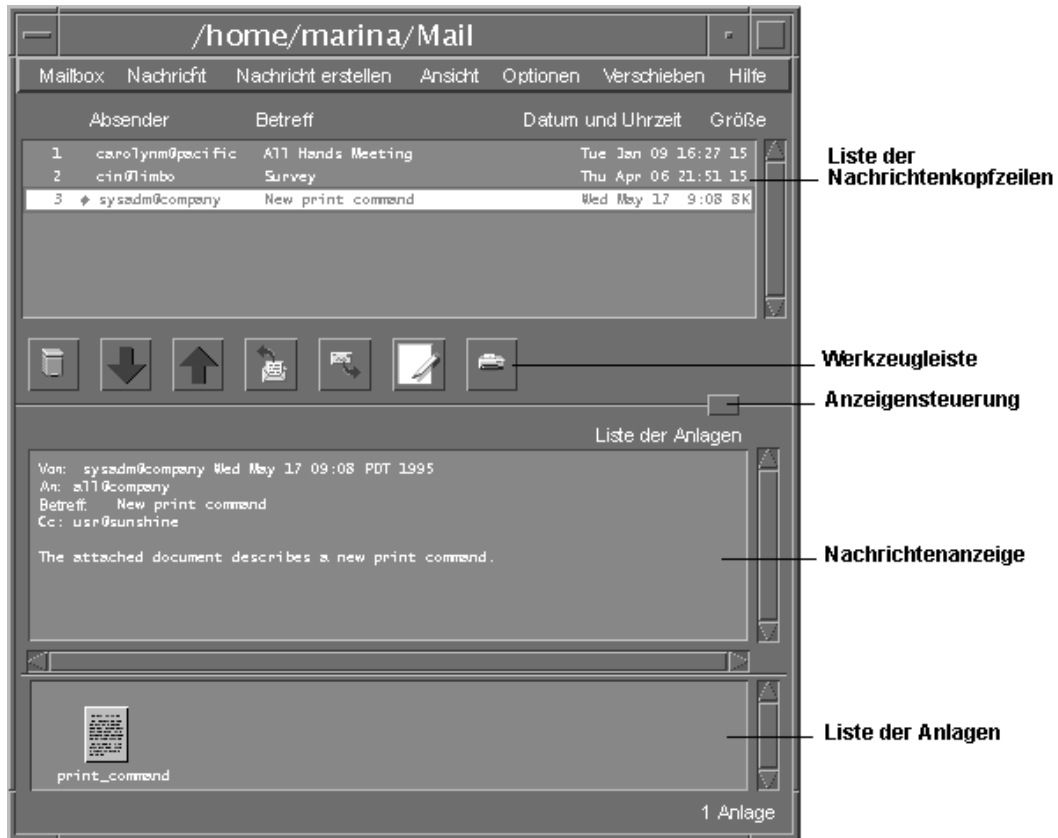 /home/marina/Mail
Mailbox Nachricht Nachricht erstellen Ansicht Optionen Verschieben Hilfe
Absender Betreff Datum und Uhrzeit Größe
1 carolynm@pacific All Hands Meeting Tue Jan 09 16:27 15
2 cin@limbo Survey Thu Apr 06 21:51 15
3 sysadm@company New print command Wed May 17 9:08 8K
Liste der
Nachrichtenkopfzeilen
Werkzeugleiste
Anzeigensteuerung
Liste der Anlagen
Von: sysadm@company Wed May 17 09:08 PDT 1995
An: all@company
Betreff: New print command
Cc: usr@sunshine
The attached document describes a new print command.
Nachrichtenanzeige
print_command
Liste der Anlagen
1 Anlage